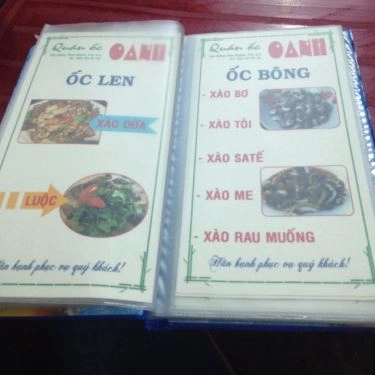 Quán ốc OANH
ỐC LEN
XÀO DỪA
LUỘC
Hân hạnh phục vụ quý khách!
Quán ốc OANH
ỐC BÔNG
- XÀO BƠ
- XÀO TỎI
- XÀO SATẾ
- XÀO ME
- XÀO RAU MUỐNG
Hân hạnh phục vụ quý khách!